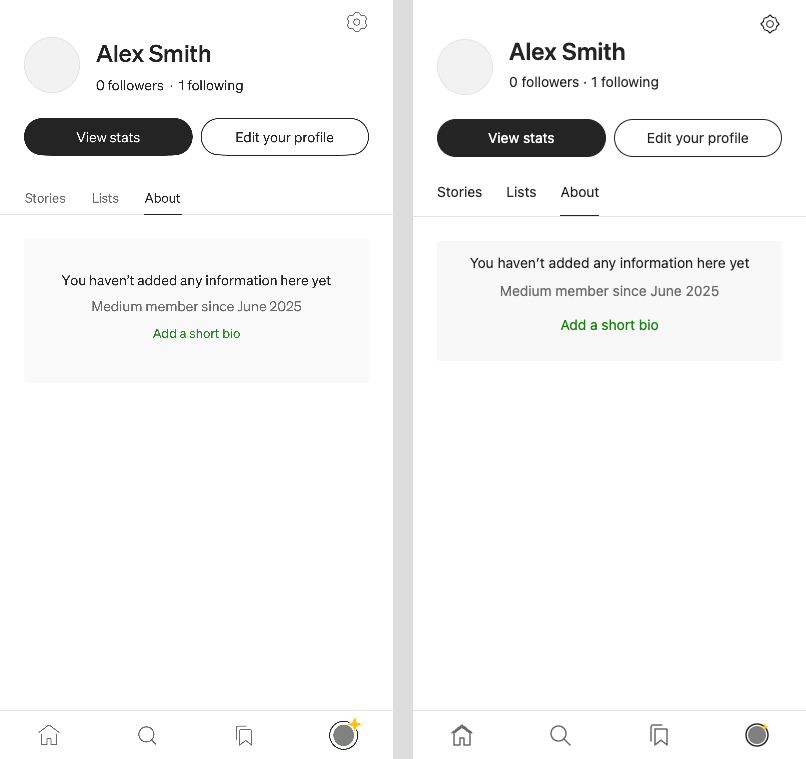 Alex Smith
0 followers · 1 following
View stats
Edit your profile
Stories Lists About
You haven't added any information here yet
Medium member since June 2025
Add a short bio
Alex Smith
0 followers · 1 following
View stats
Edit your profile
Stories Lists About
You haven't added any information here yet
Medium member since June 2025
Add a short bio